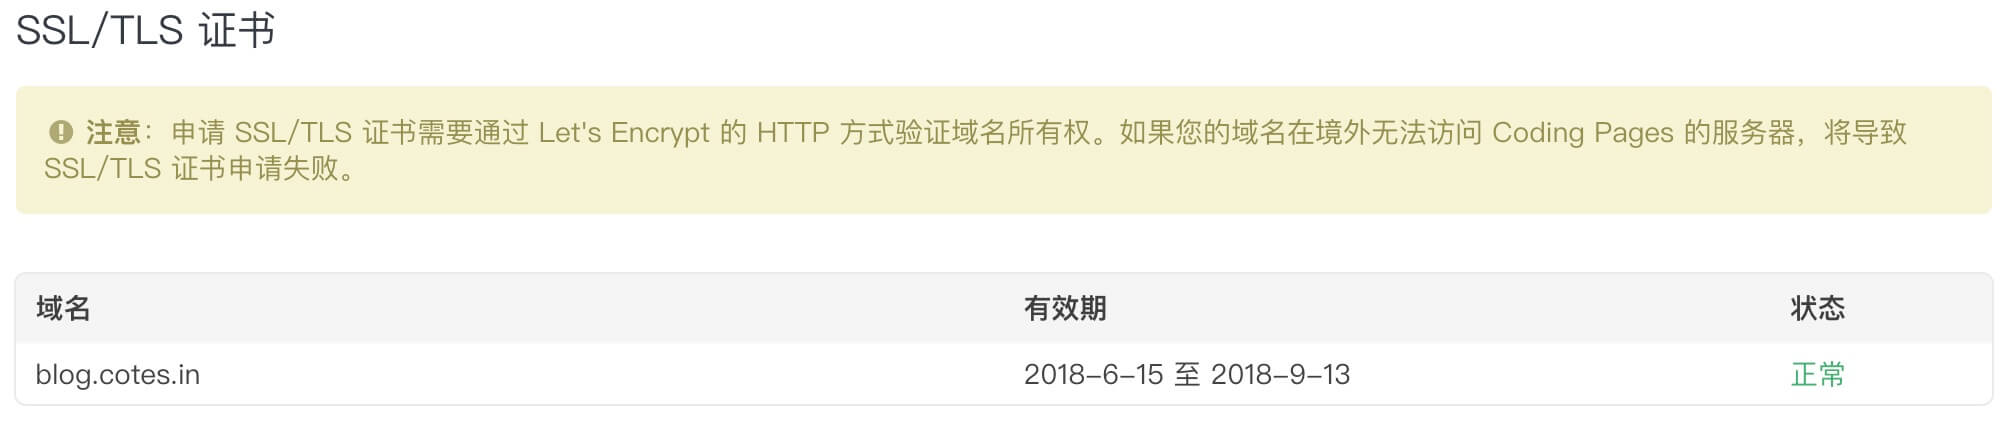 SSL/TLS 证书
注意：申请 SSL/TLS 证书需要通过 Let's Encrypt 的 HTTP 方式验证域名所有权。如果您的域名在境外无法访问 Coding Pages 的服务器，将导致
SSL/TLS 证书申请失败。
域名 有效期 状态
blog.cotes.in 2018-6-15 至 2018-9-13 正常